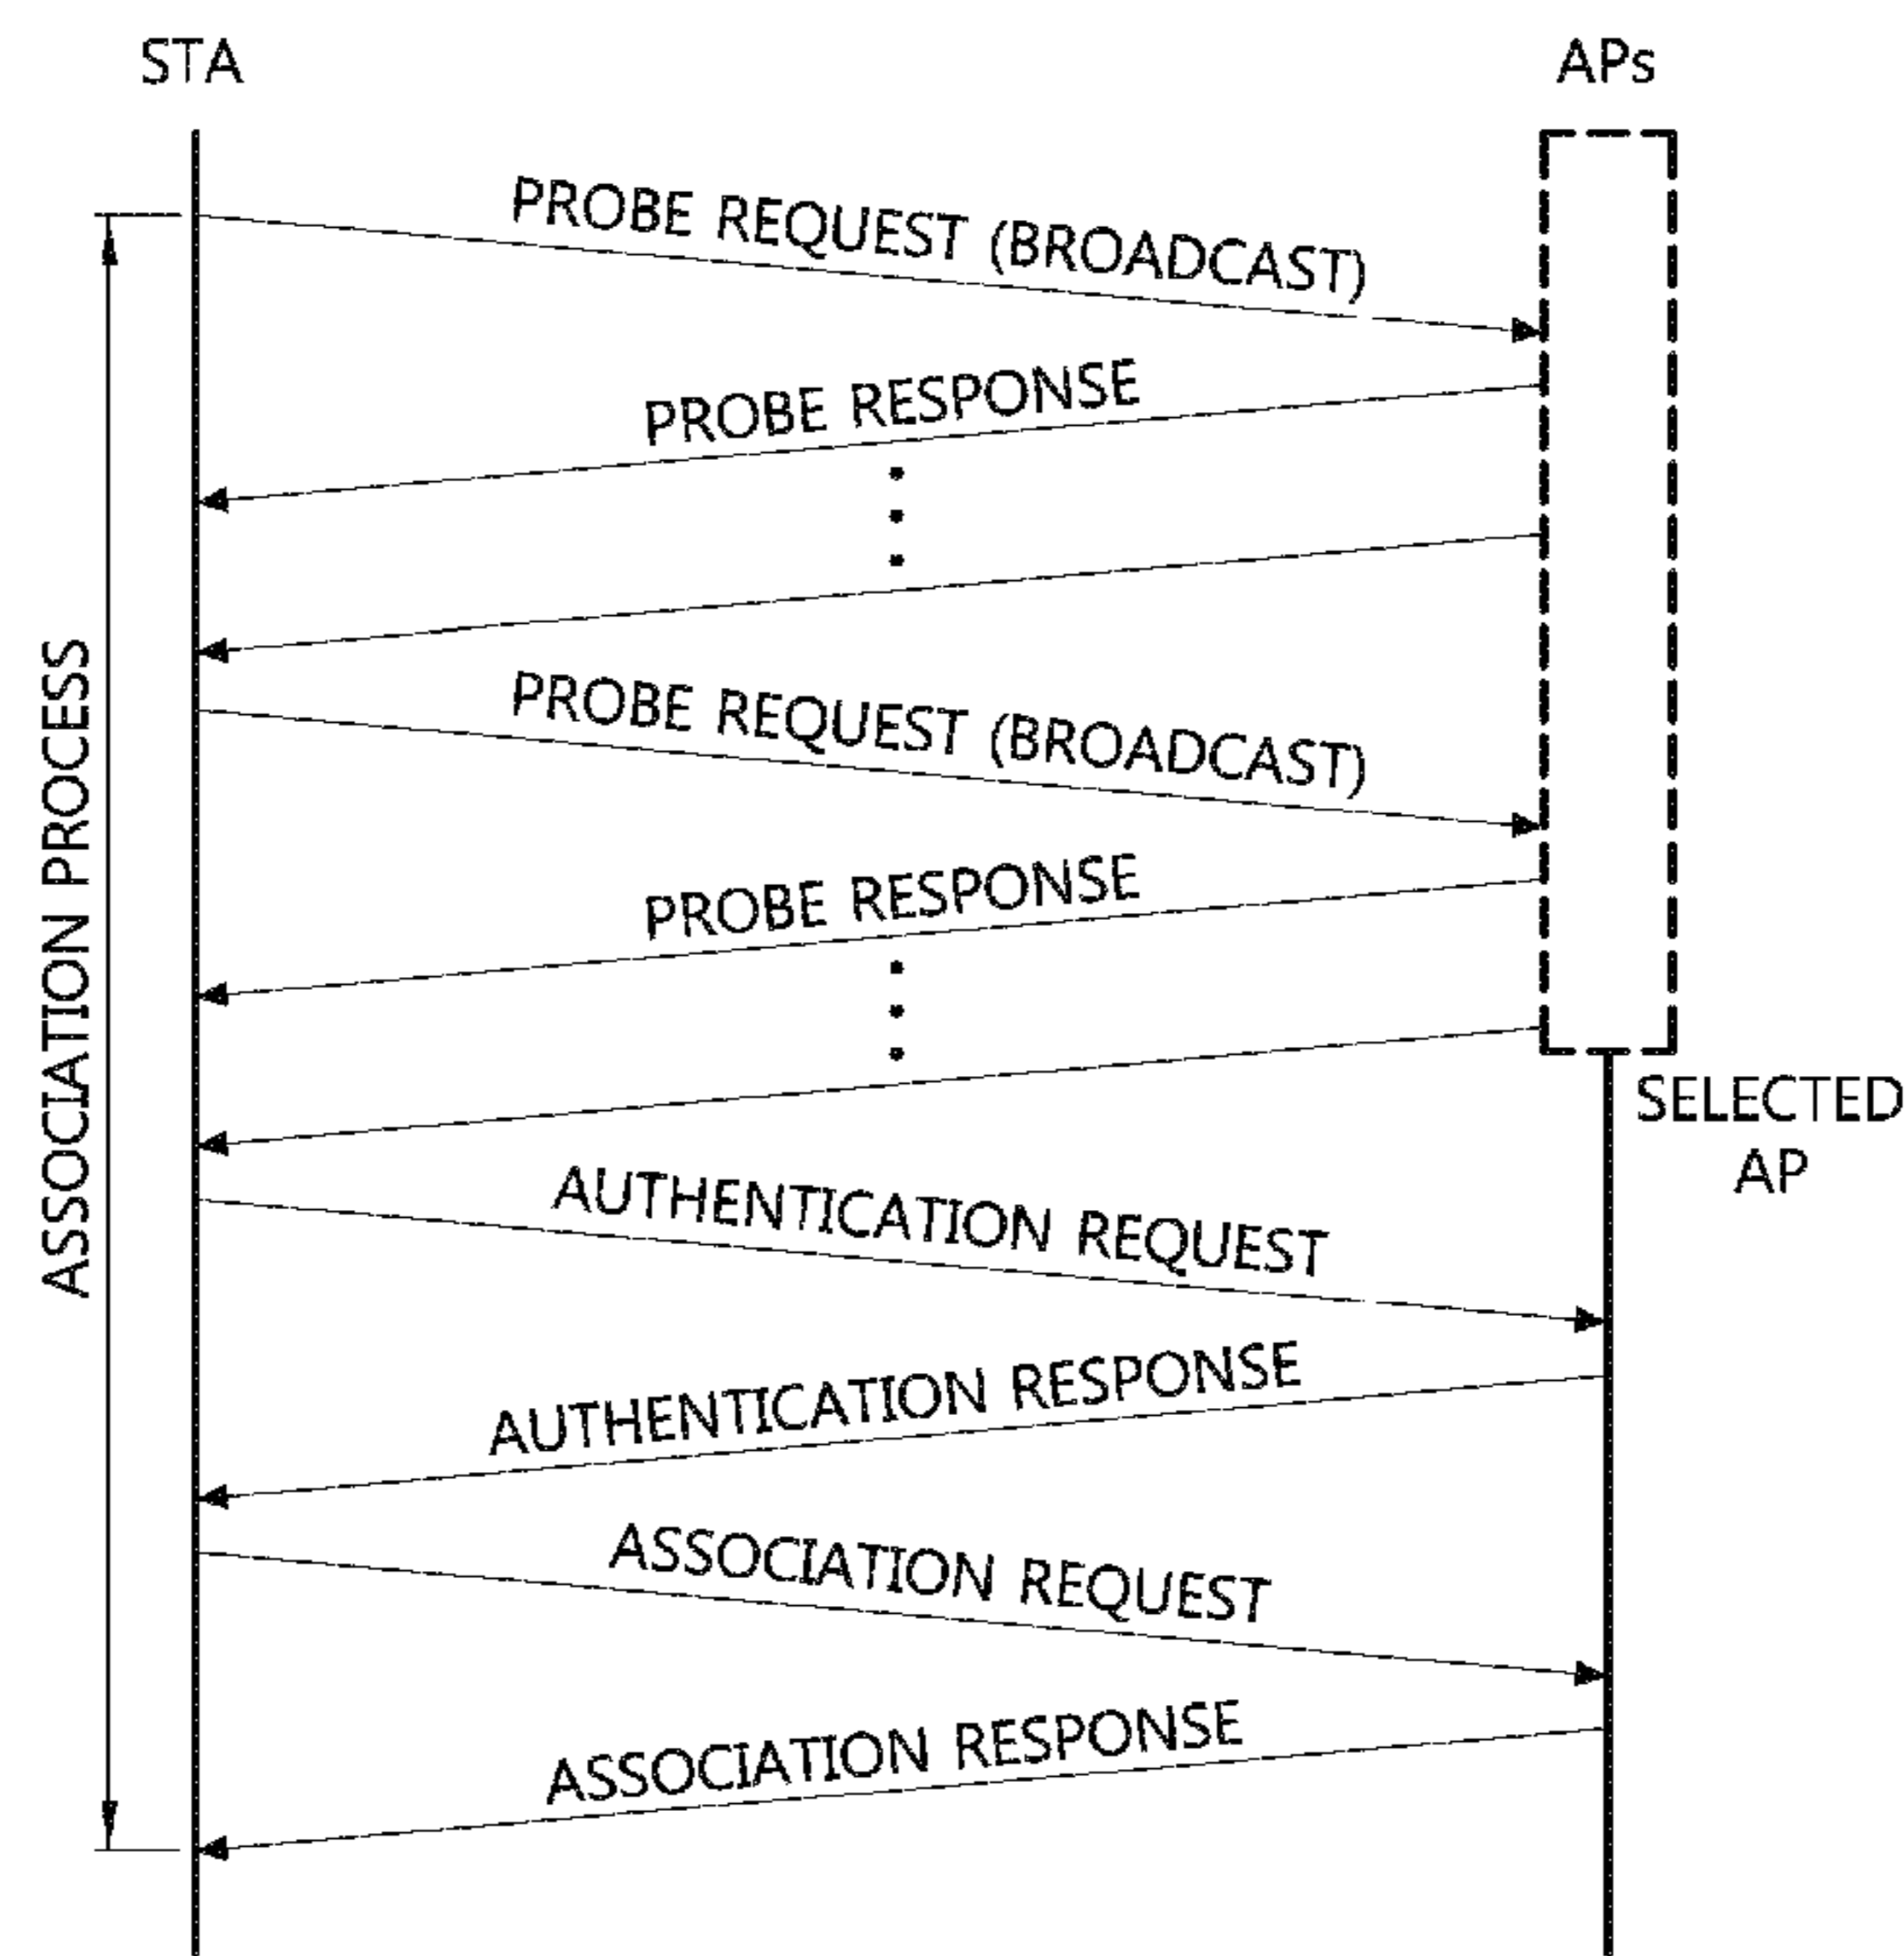 STA
APs
PROBE REQUEST (BROADCAST)
PROBE RESPONSE
PROBE REQUEST (BROADCAST)
PROBE RESPONSE
ASSOCIATION PROCESS
SELECTED
AP
AUTHENTICATION REQUEST
AUTHENTICATION RESPONSE
ASSOCIATION REQUEST
ASSOCIATION RESPONSE